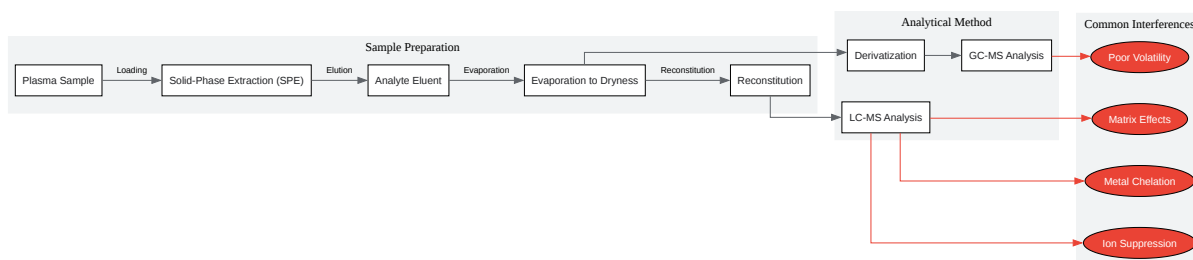 Sample Preparation
Analytical Method
Common Interferences
Plasma Sample
Loading
Solid-Phase Extraction (SPE)
Elution
Analyte Eluent
Evaporation
Evaporation to Dryness
Reconstitution
Reconstitution
Derivatization
GC-MS Analysis
Poor Volatility
LC-MS Analysis
Matrix Effects
Metal Chelation
Ion Suppression